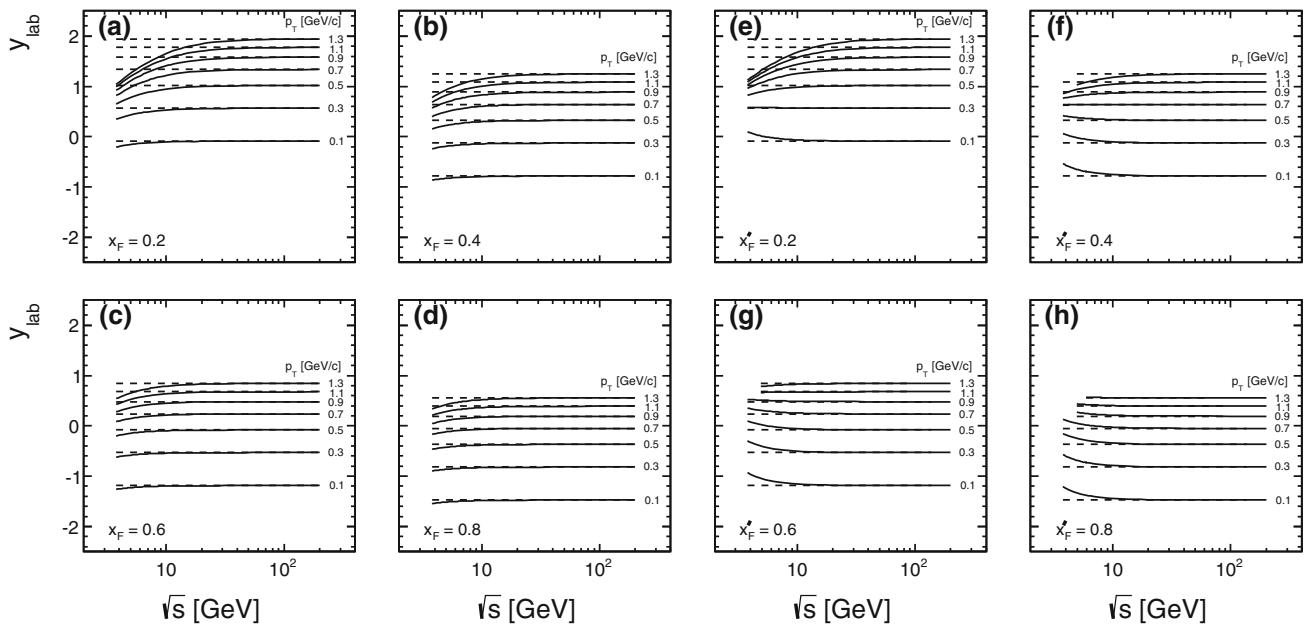 (a)
p_T [GeV/c]
1.3
1.1
0.9
0.7
0.5
0.3
0.1
x_F = 0.2
y_lab
2
1
0
-1
-2
(b)
p_T [GeV/c]
1.3
1.1
0.9
0.7
0.5
0.3
0.1
x_F = 0.4
(e)
p_T [GeV/c]
1.3
1.1
0.9
0.7
0.5
0.3
0.1
x'_F = 0.2
(f)
p_T [GeV/c]
1.3
1.1
0.9
0.7
0.5
0.3
0.1
x'_F = 0.4
(c)
p_T [GeV/c]
1.3
1.1
0.9
0.7
0.5
0.3
0.1
x_F = 0.6
y_lab
2
1
0
-1
-2
10
10²
√s [GeV]
(d)
p_T [GeV/c]
1.3
1.1
0.9
0.7
0.5
0.3
0.1
x_F = 0.8
10
10²
√s [GeV]
(g)
p_T [GeV/c]
1.3
1.1
0.9
0.7
0.5
0.3
0.1
x'_F = 0.6
10
10²
√s [GeV]
(h)
p_T [GeV/c]
1.3
1.1
0.9
0.7
0.5
0.3
0.1
x'_F = 0.8
10
10²
√s [GeV]